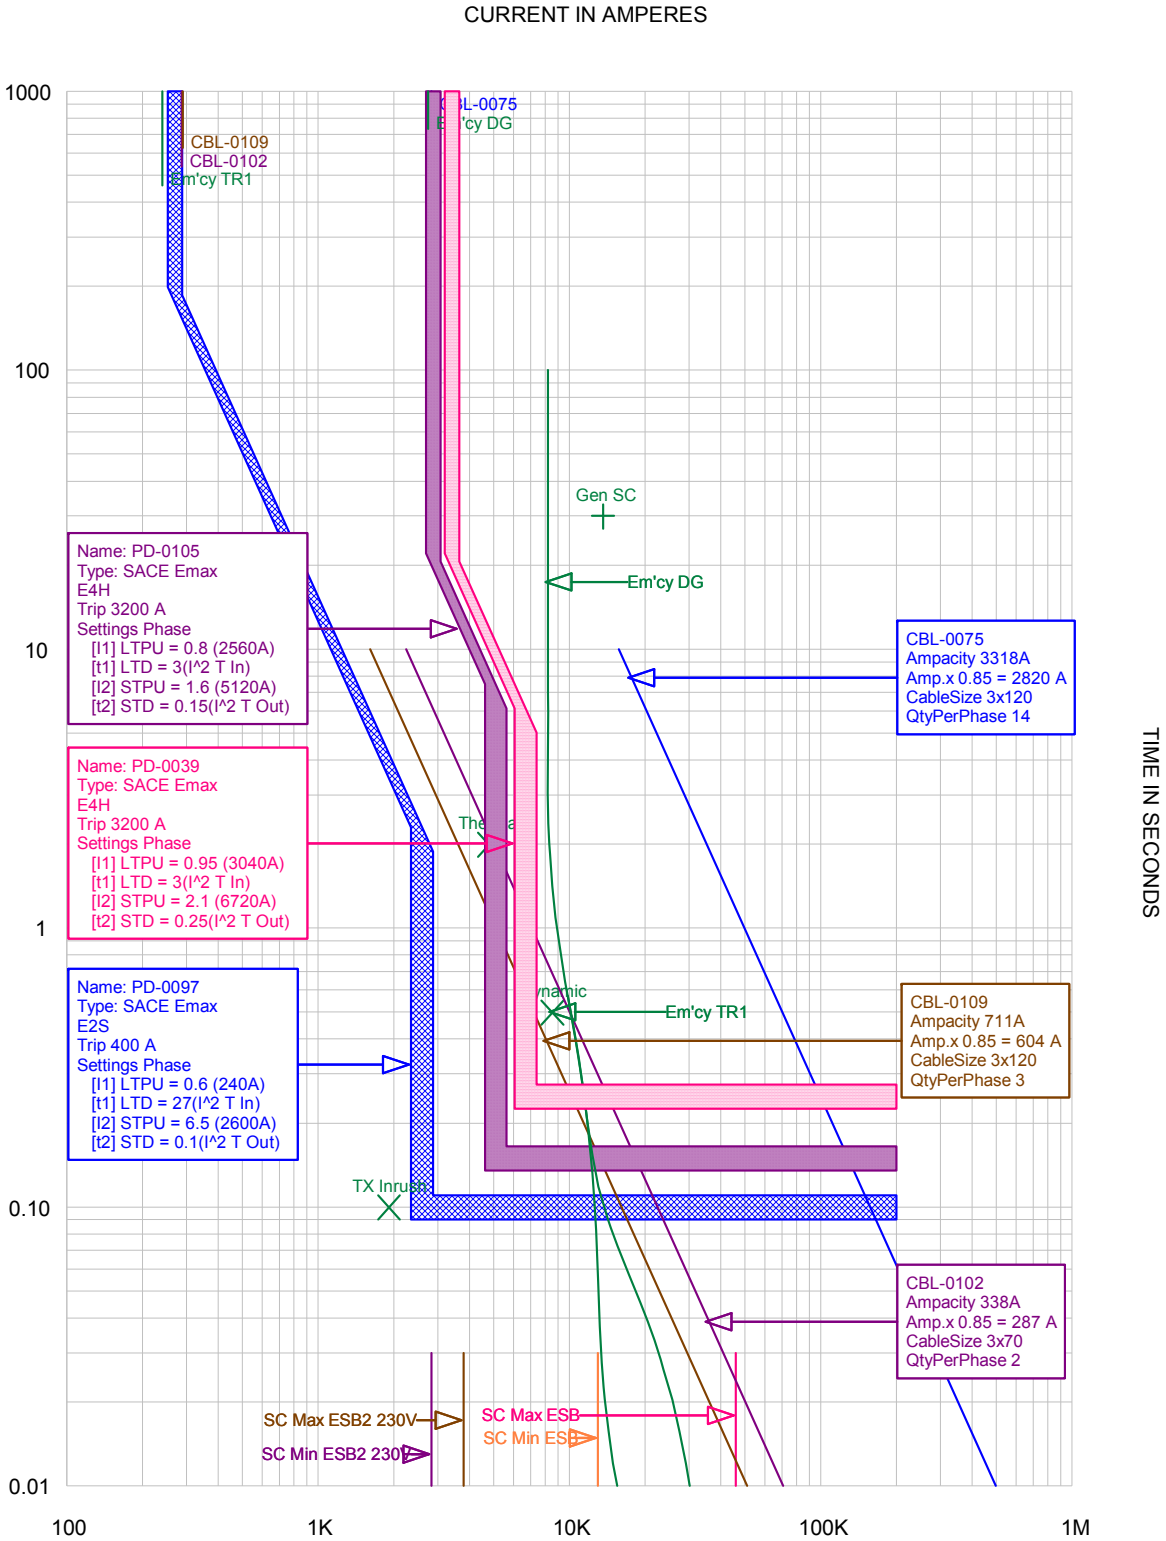 CURRENT IN AMPERES
1000
BL-0075
'cy DG
CBL-0109
CBL-0102
Em'cy TR1
100
Gen SC
Name: PD-0105
Type: SACE Emax
E4H
Trip 3200 A
Settings Phase
[I1] LTPU = 0.8 (2560A)
[t1] LTD = 3(I^2 T In)
[I2] STPU = 1.6 (5120A)
[t2] STD = 0.15(I^2 T Out)
Em'cy DG
10
CBL-0075
Ampacity 3318A
Amp.x 0.85 = 2820 A
CableSize 3x120
QtyPerPhase 14
TIME IN SECONDS
Name: PD-0039
Type: SACE Emax
E4H
Trip 3200 A
Settings Phase
[I1] LTPU = 0.95 (3040A)
[t1] LTD = 3(I^2 T In)
[I2] STPU = 2.1 (6720A)
[t2] STD = 0.25(I^2 T Out)
1
Name: PD-0097
Type: SACE Emax
E2S
Trip 400 A
Settings Phase
[I1] LTPU = 0.6 (240A)
[t1] LTD = 27(I^2 T In)
[I2] STPU = 6.5 (2600A)
[t2] STD = 0.1(I^2 T Out)
ynamic
Em'cy TR1
CBL-0109
Ampacity 711A
Amp.x 0.85 = 604 A
CableSize 3x120
QtyPerPhase 3
TX Inrush
0.10
CBL-0102
Ampacity 338A
Amp.x 0.85 = 287 A
CableSize 3x70
QtyPerPhase 2
SC Max ESB2 230V
SC Max ESB
SC Min ESB
SC Min ESB2 230V
0.01
100
1K
10K
100K
1M